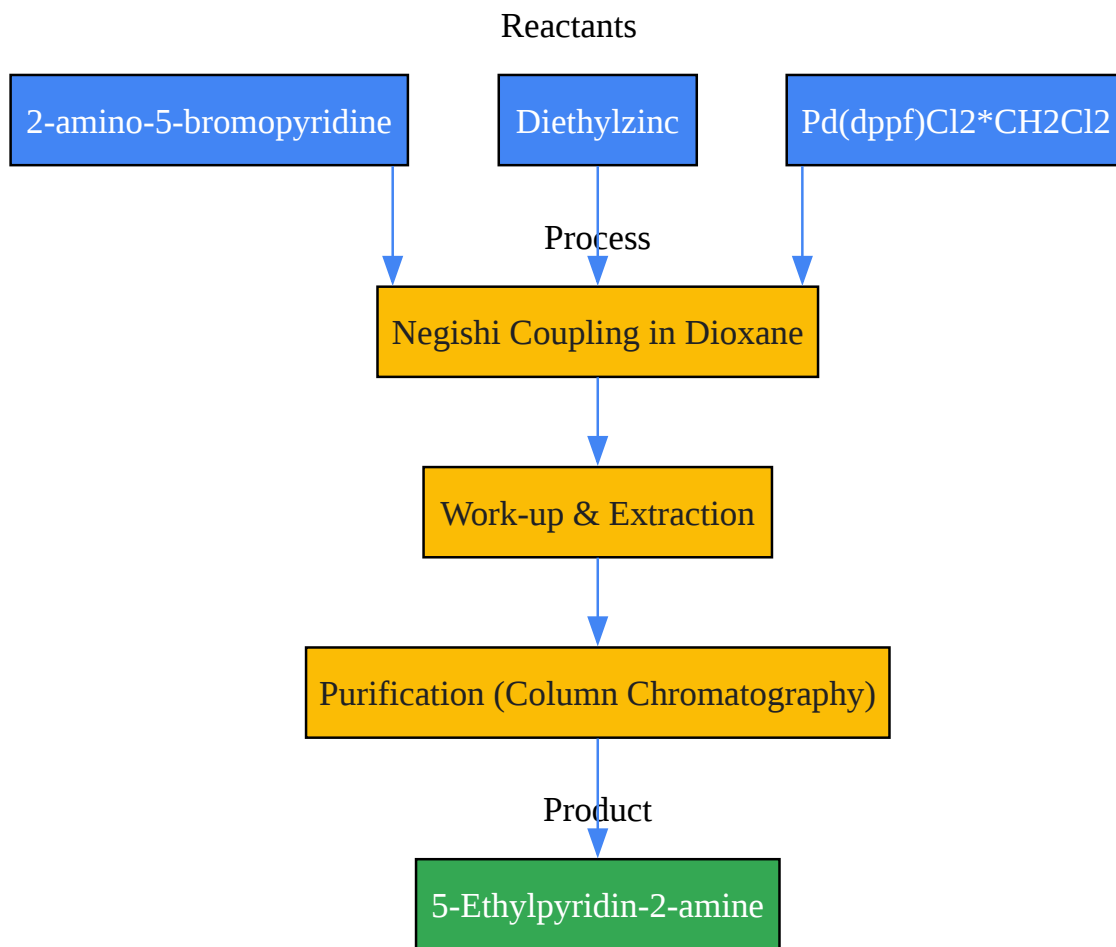 Reactants
2-amino-5-bromopyridine
Diethylzinc
Pd(dppf)Cl2*CH2Cl2
Process
Negishi Coupling in Dioxane
Work-up & Extraction
Purification (Column Chromatography)
Product
5-Ethylpyridin-2-amine